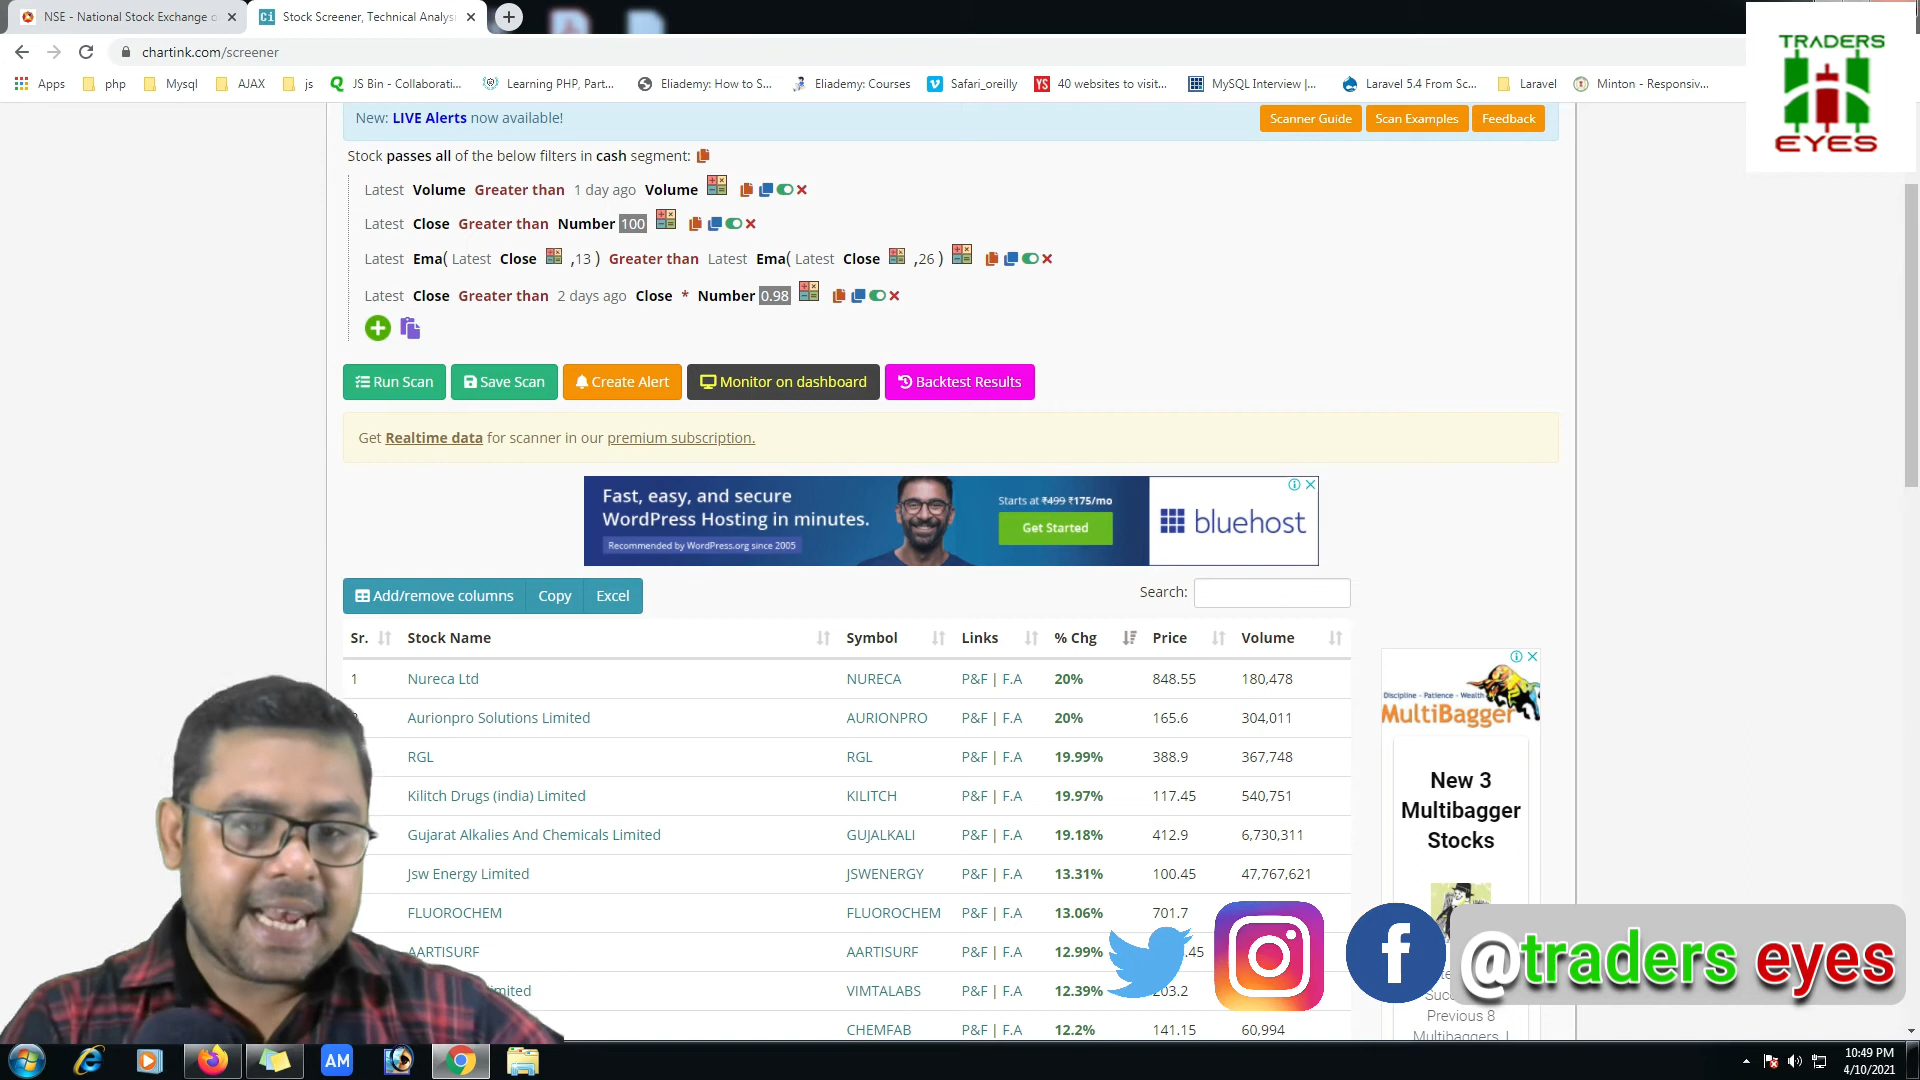 NSE - National Stock Exchange o
Stock Screener, Technical Analysi
chartink.com/screener
Apps
php
Mysql
AJAX
js
JS Bin - Collaborati...
Learning PHP, Part...
Eliademy: How to S...
Eliademy: Courses
Safari_oreilly
40 websites to visit...
MySQL Interview |...
Laravel 5.4 From Sc...
Laravel
Minton - Responsiv...
TRADERS
EYES
New: LIVE Alerts now available!
Scanner Guide
Scan Examples
Feedback
Stock passes all of the below filters in cash segment:
Latest Volume Greater than 1 day ago Volume
Latest Close Greater than Number 100
Latest Ema( Latest Close ,13 ) Greater than Latest Ema( Latest Close ,26 )
Latest Close Greater than 2 days ago Close * Number 0.98
Run Scan
Save Scan
Create Alert
Monitor on dashboard
Backtest Results
Get Realtime data for scanner in our premium subscription.
Fast, easy, and secure
WordPress Hosting in minutes.
Recommended by WordPress.org since 2005
Starts at ₹499 ₹175/mo
Get Started
bluehost
Add/remove columns
Copy
Excel
Search:
Sr. Stock Name Symbol Links % Chg Price Volume
1 Nureca Ltd NURECA P&F | F.A 20% 848.55 180,478
Aurionpro Solutions Limited AURIONPRO P&F | F.A 20% 165.6 304,011
RGL RGL P&F | F.A 19.99% 388.9 367,748
Kilitch Drugs (india) Limited KILITCH P&F | F.A 19.97% 117.45 540,751
Gujarat Alkalies And Chemicals Limited GUJALKALI P&F | F.A 19.18% 412.9 6,730,311
Jsw Energy Limited JSWENERGY P&F | F.A 13.31% 100.45 47,767,621
FLUOROCHEM FLUOROCHEM P&F | F.A 13.06% 701.7
AARTISURF AARTISURF P&F | F.A 12.99% .45
mited VIMTALABS P&F | F.A 12.39% 203.2
CHEMFAB P&F | F.A 12.2% 141.15 60,994
Discipline - Patience - Wealth
MultiBagger
New 3
Multibagger
Stocks
Previous 8
Multibaggers. |
@traders eyes
AM
10:49 PM
4/10/2021